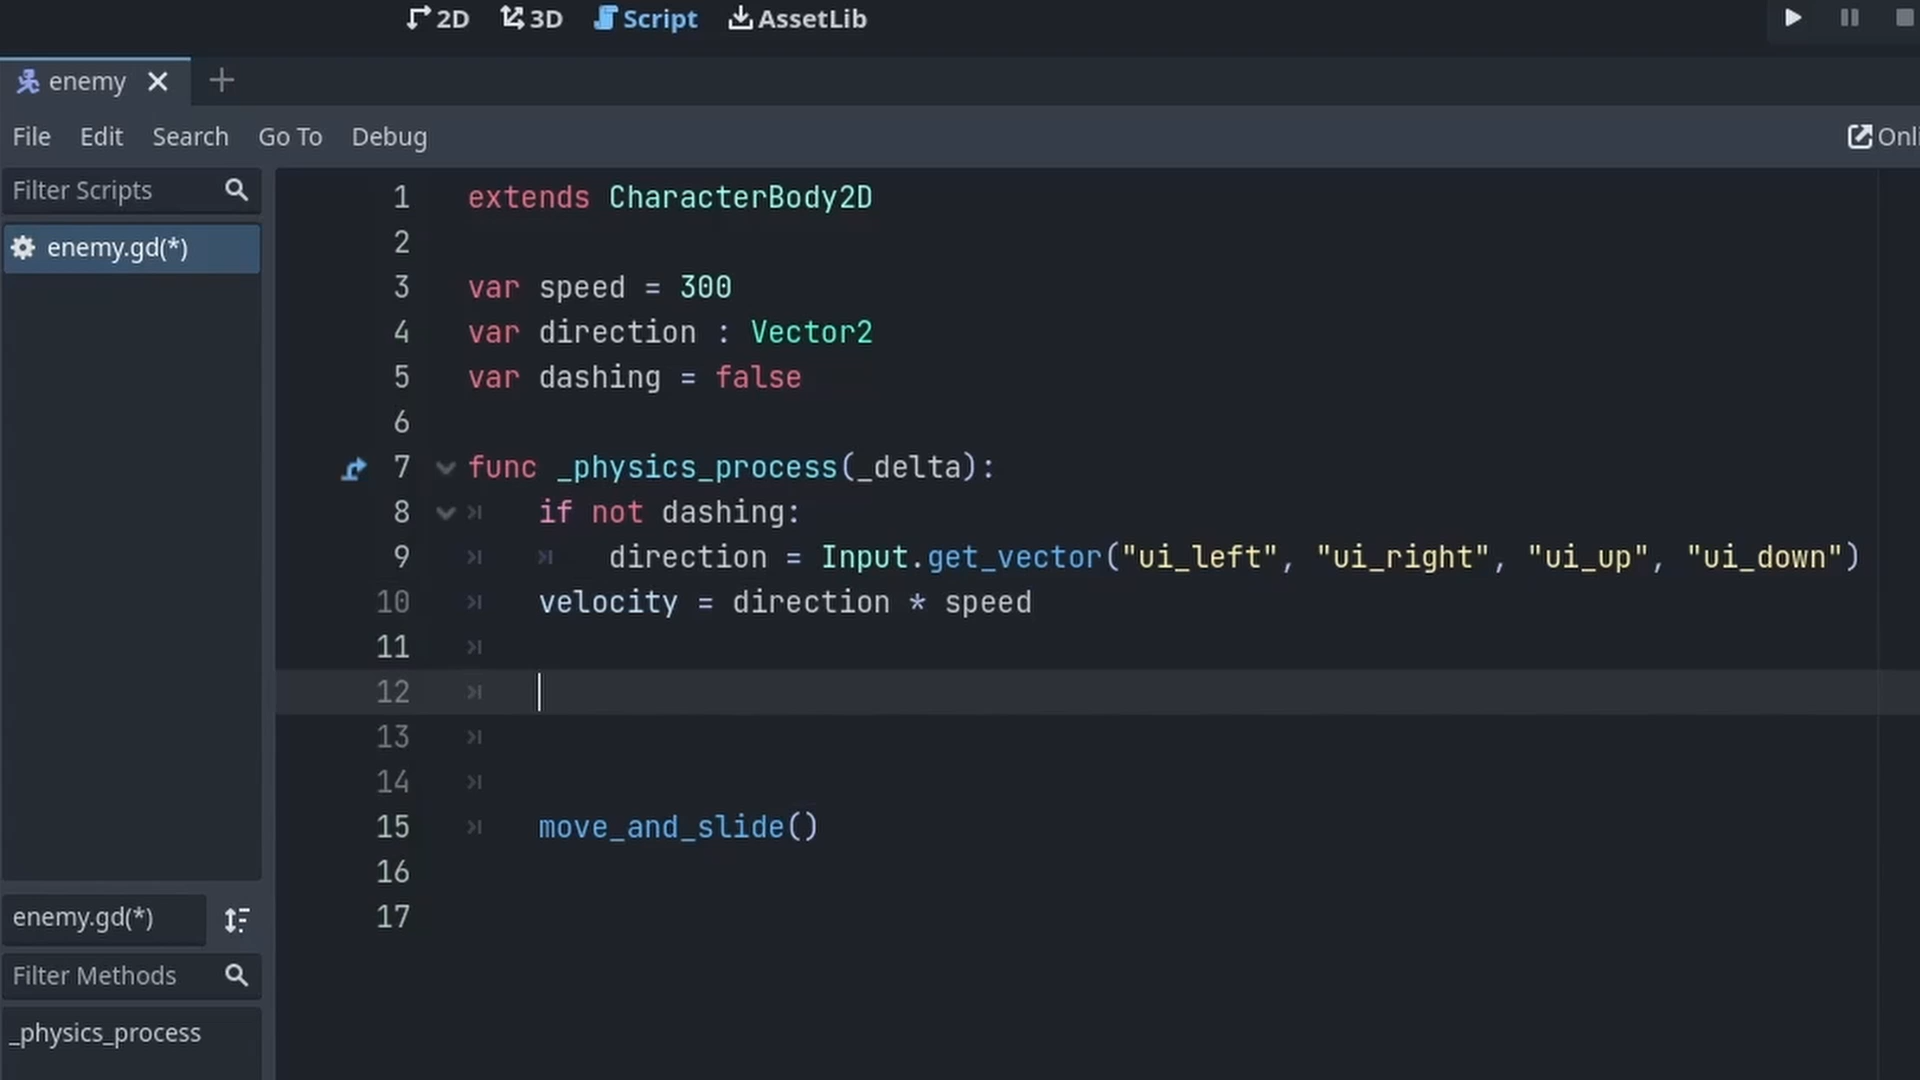 2D 3D Script AssetLib
enemy
File Edit Search Go To Debug Onli
Filter Scripts
enemy.gd(*)
1 extends CharacterBody2D
2
3 var speed = 300
4 var direction : Vector2
5 var dashing = false
6
7 func _physics_process(_delta):
8 if not dashing:
9 direction = Input.get_vector("ui_left", "ui_right", "ui_up", "ui_down")
10 velocity = direction * speed
11
12
13
14
15 move_and_slide()
16
17
enemy.gd(*)
Filter Methods
_physics_process